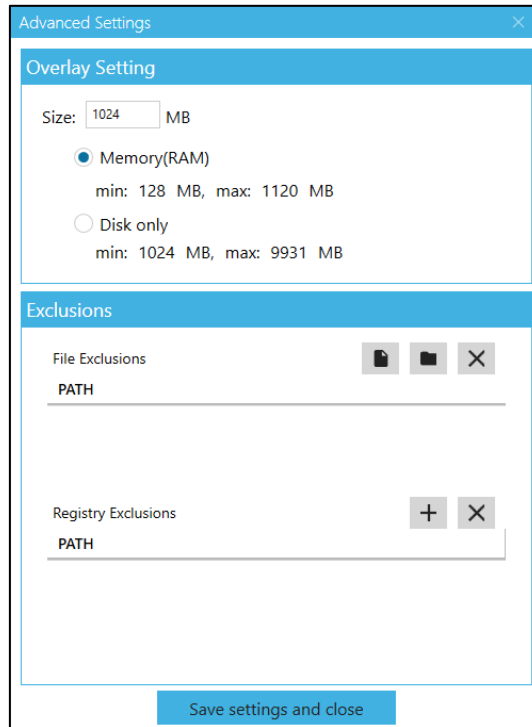 Advanced Settings
Overlay Setting
Size: 1024 MB
Memory(RAM)
min: 128 MB, max: 1120 MB
Disk only
min: 1024 MB, max: 9931 MB
Exclusions
File Exclusions
PATH
Registry Exclusions
PATH
Save settings and close